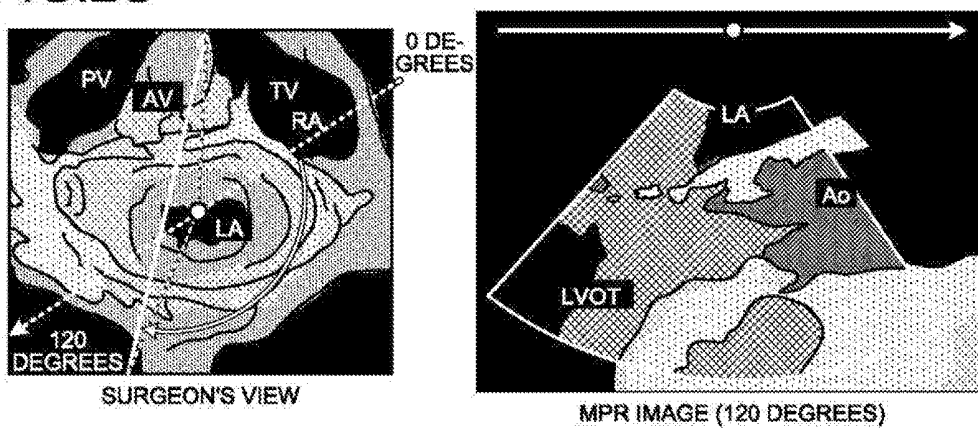 0 DE-
GREES
PV
AV
TV
RA
LA
120
DEGREES
SURGEON'S VIEW
LA
Ao
LVOT
MPR IMAGE (120 DEGREES)